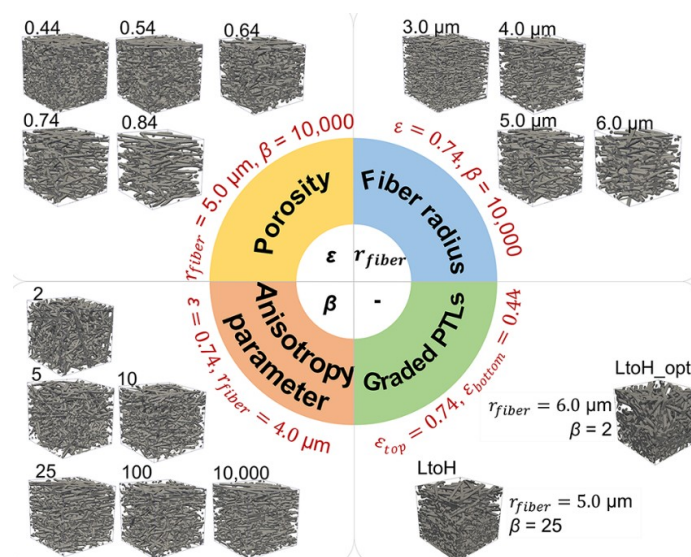 0.44
0.54
0.64
0.74
0.84
3.0 μm
4.0 μm
5.0 μm
6.0 μm
r_fiber = 5.0 μm, β = 10,000
ε = 0.74, β = 10,000
Porosity
Fiber radius
ε
r_fiber
β
-
Anisotropy
parameter
Graded PTLs
ε = 0.74, r_fiber = 4.0 μm
ε_top = 0.74, ε_bottom = 0.44
2
5
10
25
100
10,000
LtoH_opt
r_fiber = 6.0 μm
β = 2
LtoH
r_fiber = 5.0 μm
β = 25